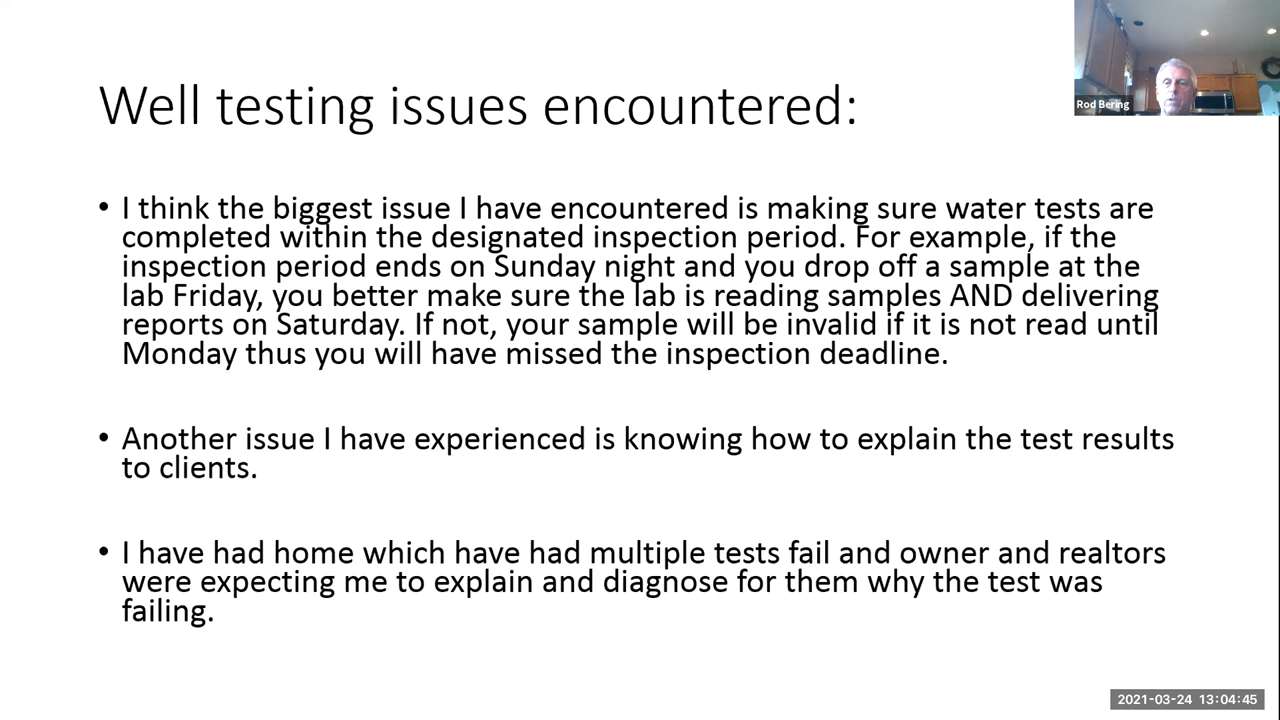 Well testing issues encountered:
Rod Bering
• I think the biggest issue I have encountered is making sure water tests are
completed within the designated inspection period. For example, if the
inspection period ends on Sunday night and you drop off a sample at the
lab Friday, you better make sure the lab is reading samples AND delivering
reports on Saturday. If not, your sample will be invalid if it is not read until
Monday thus you will have missed the inspection deadline.
• Another issue I have experienced is knowing how to explain the test results
to clients.
• I have had home which have had multiple tests fail and owner and realtors
were expecting me to explain and diagnose for them why the test was
failing.
2021-03-24 13:04:45